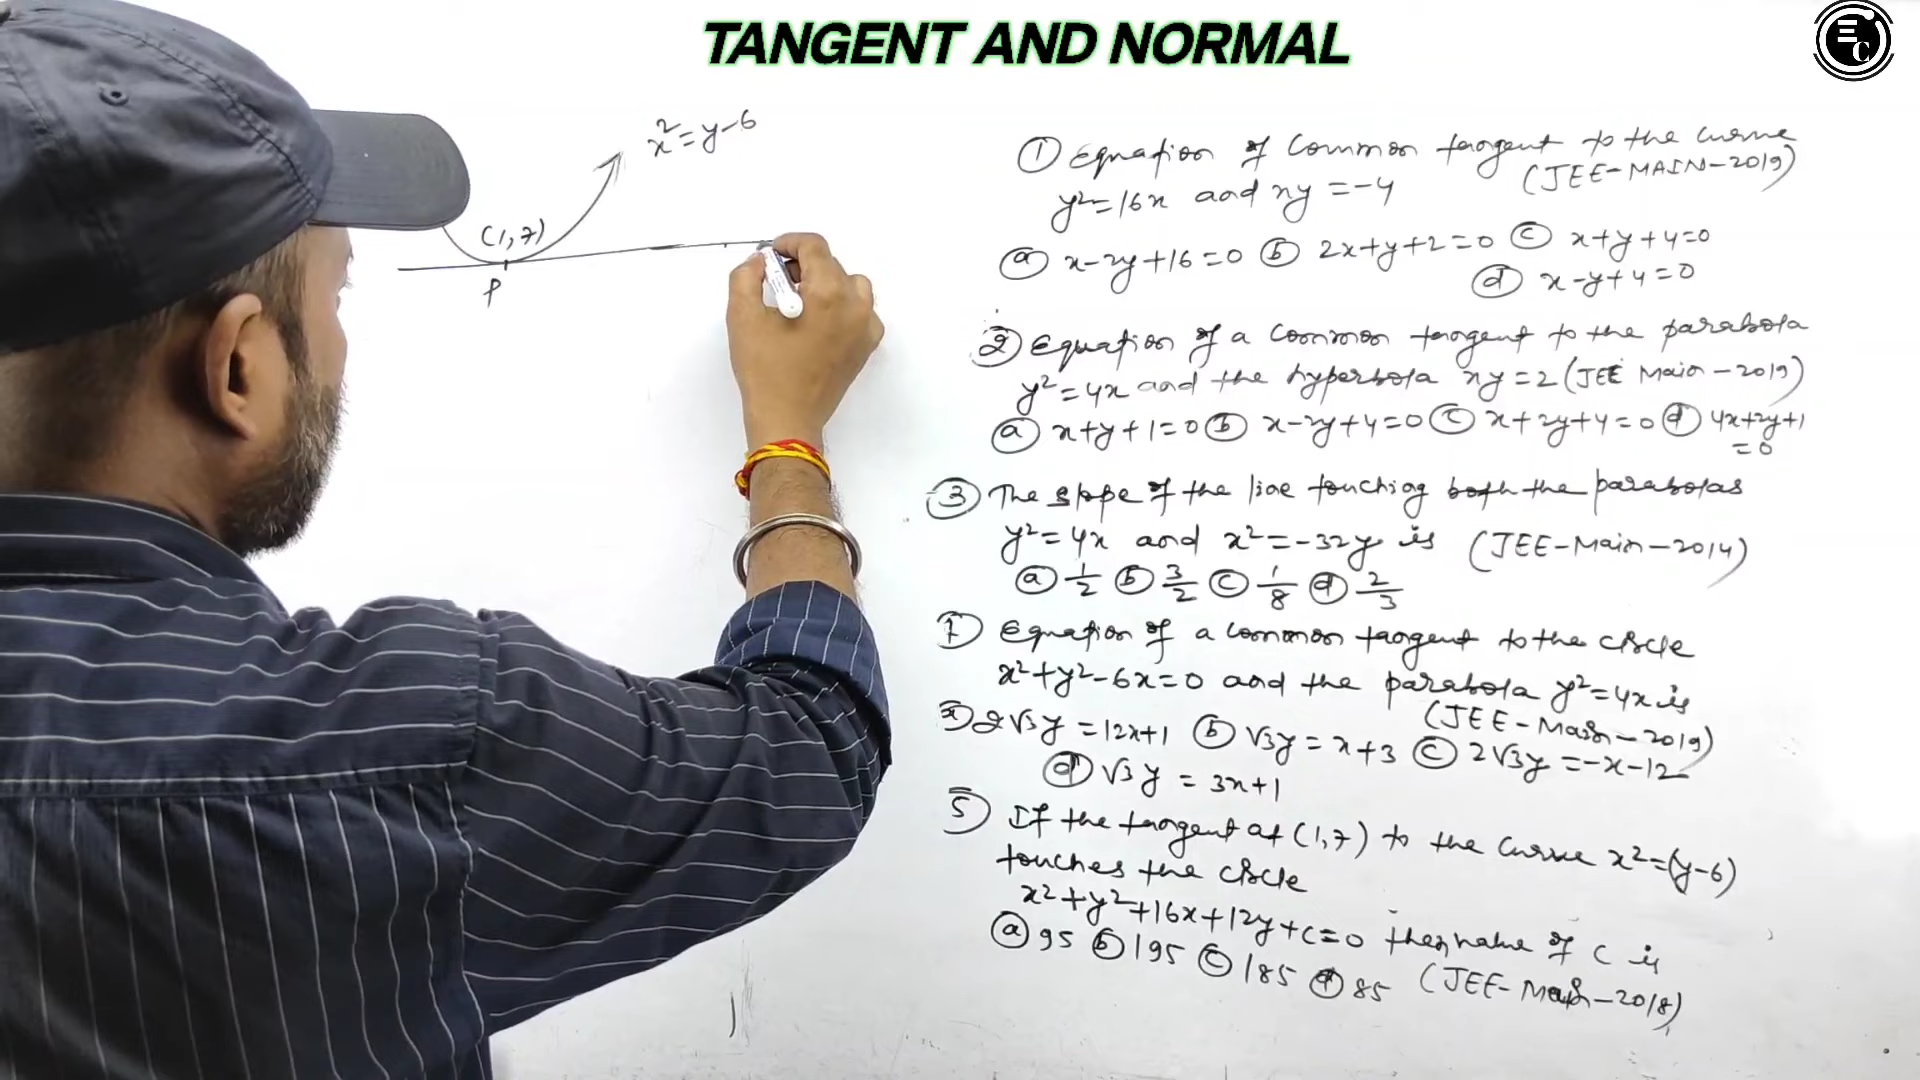 TANGENT AND NORMAL
EC
x²=y-6
(1,7)
P
① Equation of common tangent to the curve
y²=16x and xy=-4 (JEE-MAIN-2019)
ⓐ x-2y+16=0 ⓑ 2x+y+2=0 ⓒ x+y+4=0
ⓓ x-y+4=0
② Equation of a common tangent to the parabola
y²=4x and the hyperbola xy=2 (JEE Main-2019)
ⓐ x+y+1=0 ⓑ x-2y+4=0 ⓒ x+2y+4=0 ⓓ 4x+2y+1
=0
③ The slope of the line touching both the parabolas
y²=4x and x²=-32y is (JEE-Main-2014)
ⓐ 1/2 ⓑ 3/2 ⓒ 1/8 ⓓ 2/3
Equation of a common tangent to the circle
x²+y²-6x=0 and the parabola y²=4x is
(JEE-Main-2019)
2√3y=12x+1 ⓑ √3y=x+3 ⓒ 2√3y=-x-12
ⓓ √3y=3x+1
5) If the tangent at (1,7) to the curve x²=(y-6)
touches the circle
x²+y²+16x+12y+c=0 then value of c is
ⓐ 95 ⓑ 195 ⓒ 185 ⓓ 85 (JEE-Main-2018)